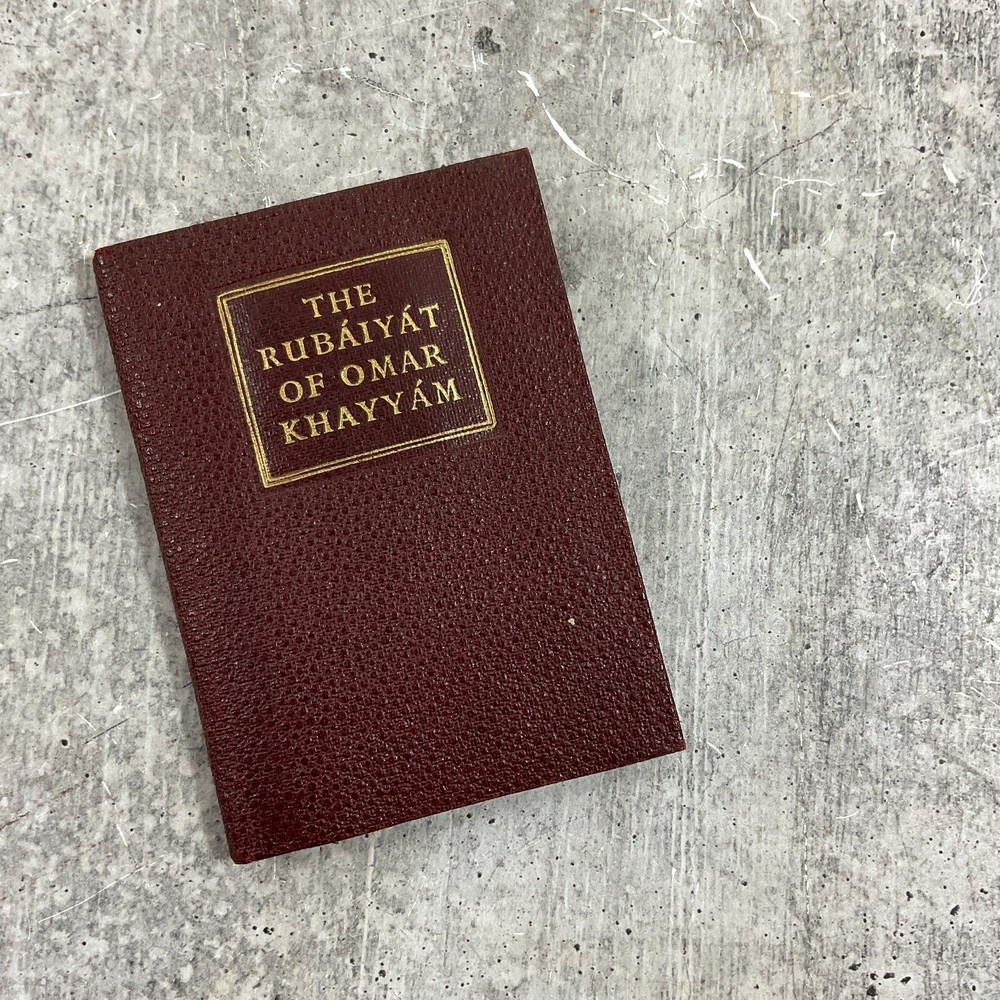 THE
RUBÁIYÁT
OF OMAR
KHAYYÁM